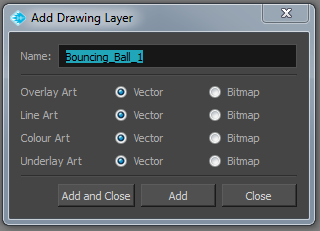 Add Drawing Layer
Name: Bouncing_Ball_1
Overlay Art Vector Bitmap
Line Art Vector Bitmap
Colour Art Vector Bitmap
Underlay Art Vector Bitmap
Add and Close Add Close